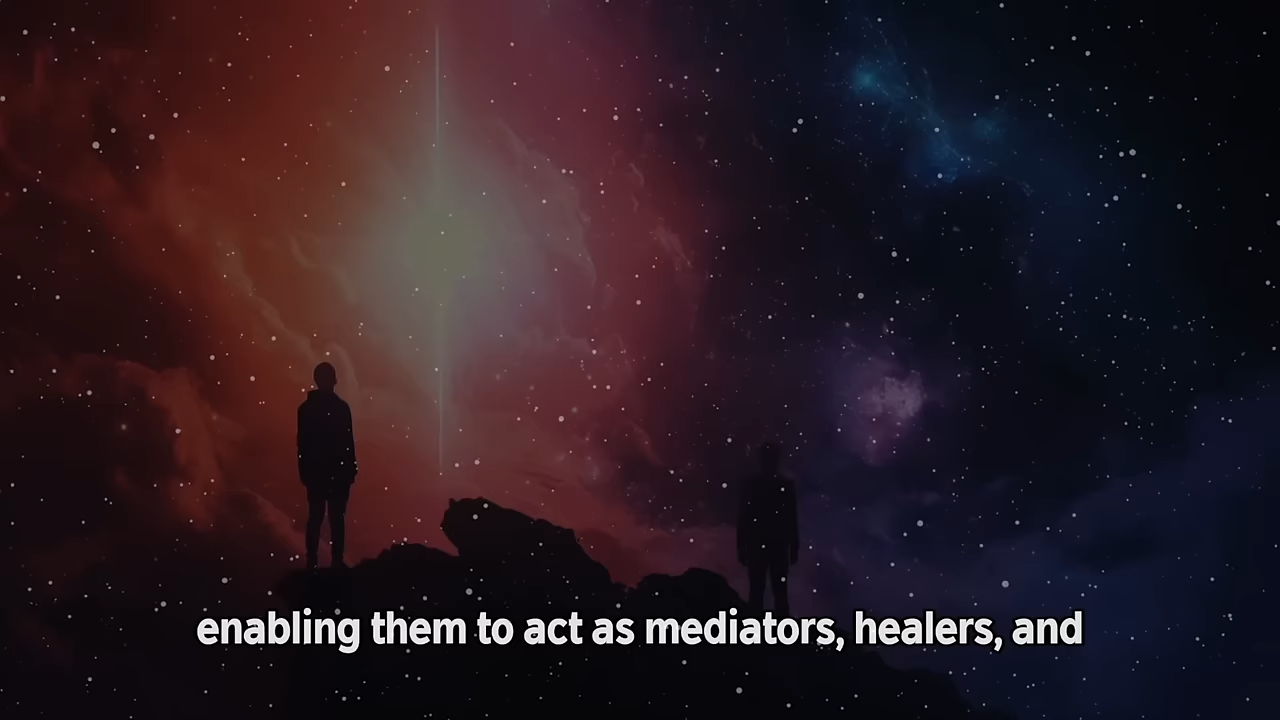 enabling them to act as mediators, healers, and